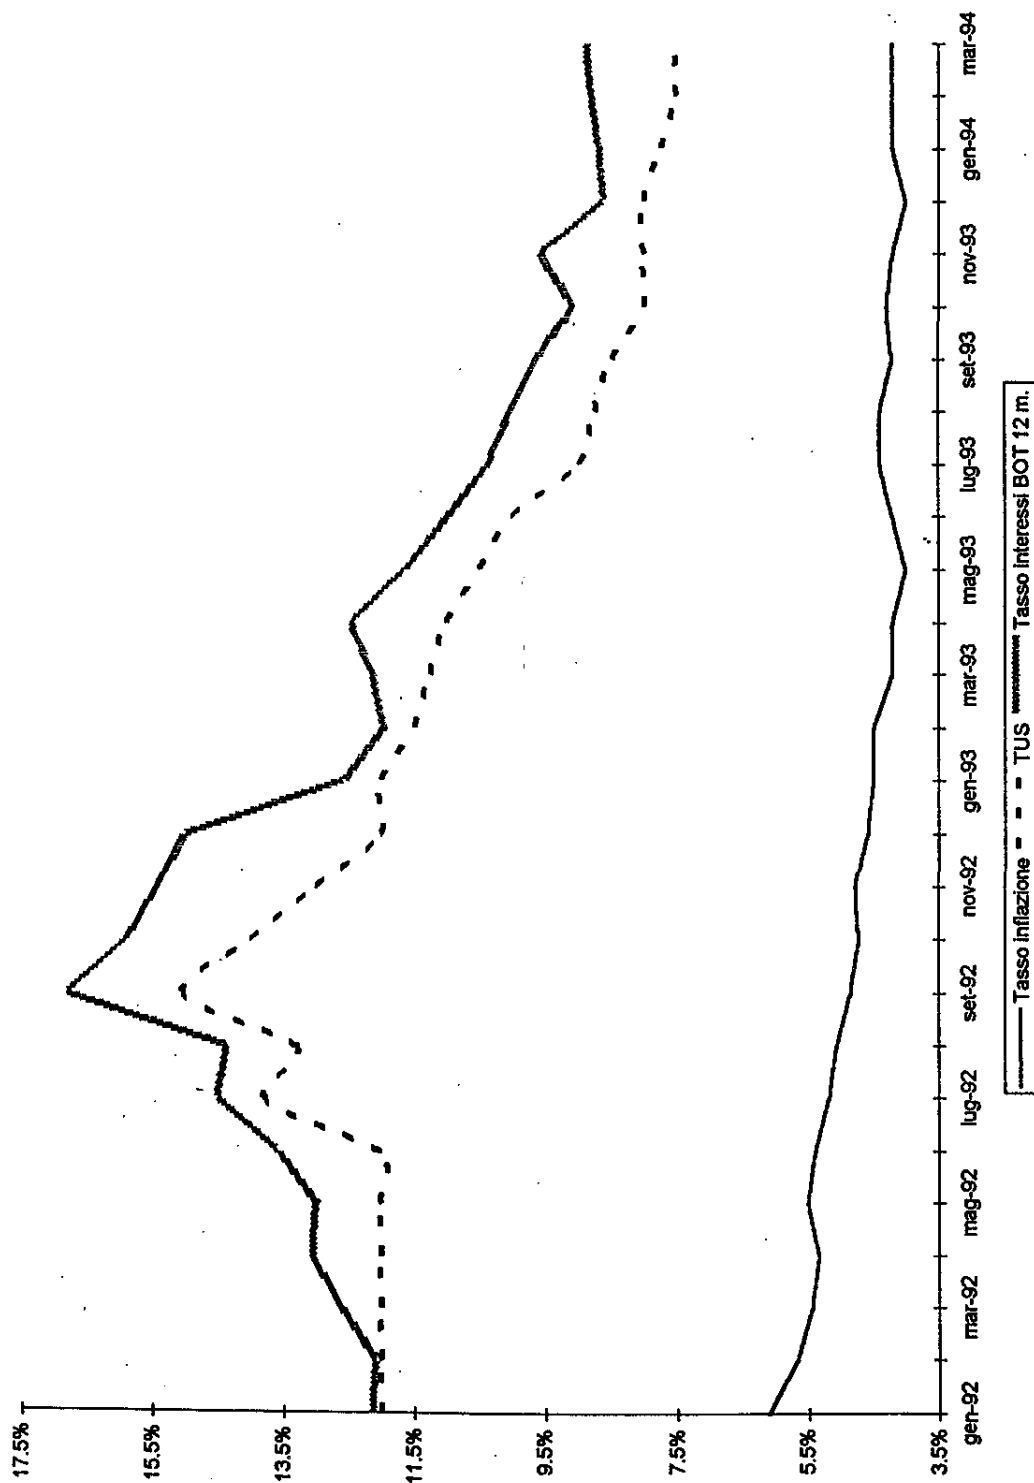 17.5%
15.5%
13.5%
11.5%
9.5%
7.5%
5.5%
3.5%
gen-92
mar-92
mag-92
lug-92
set-92
nov-92
gen-93
mar-93
mag-93
lug-93
set-93
nov-93
gen-94
mar-94
Tasso inflazione TUS Tasso interessi BOT 12 m.